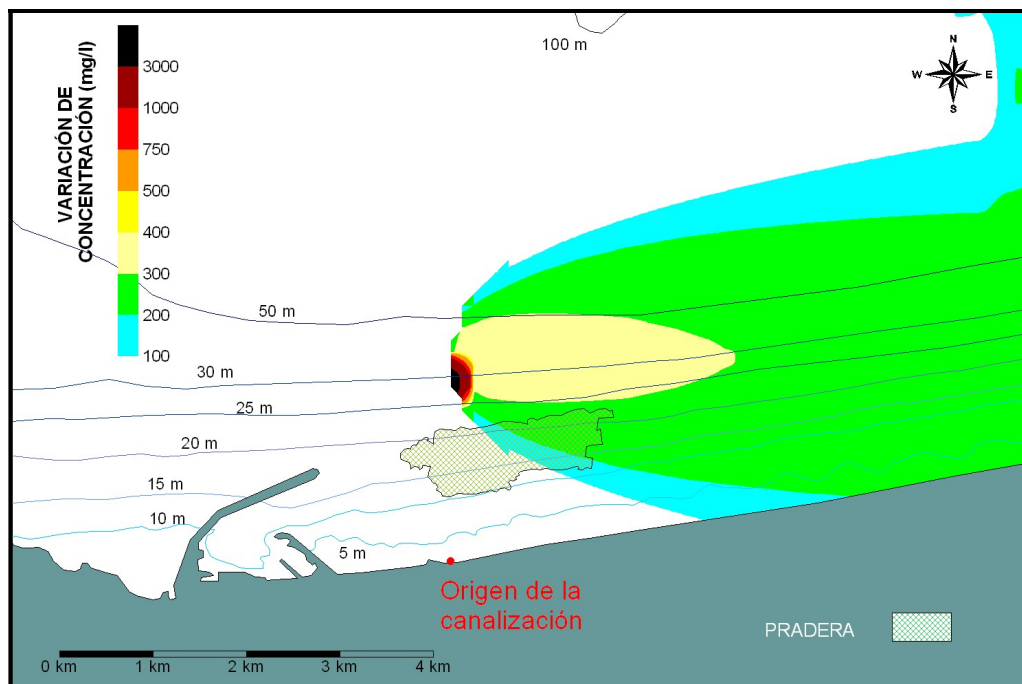 VARIACIÓN DE
CONCENTRACIÓN (mg/l)
3000
1000
750
500
400
300
200
100
100 m
N
W
E
S
50 m
30 m
25 m
20 m
15 m
10 m
5 m
Origen de la
canalización
PRADERA
0 km
1 km
2 km
3 km
4 km